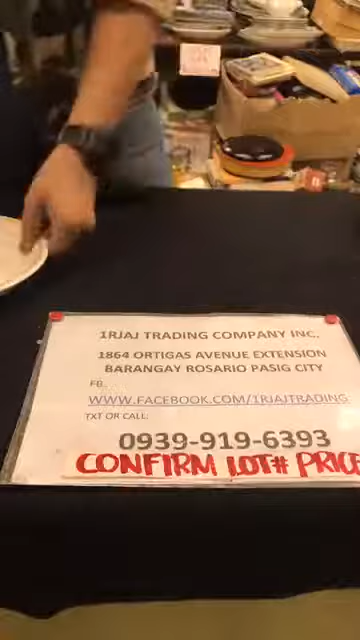 1RJAJ TRADING COMPANY INC.
1864 ORTIGAS AVENUE EXTENSION
BARANGAY ROSARIO PASIG CITY
FB.
WWW.FACEBOOK.COM/1RJAJTRADING
TXT OR CALL:
0939-919-6393
CONFIRM LOT# PRICE